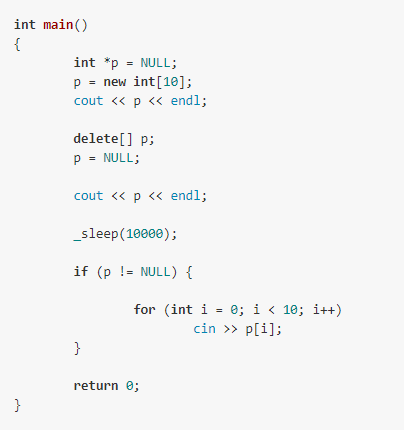 int main()
{
int *p = NULL;
p = new int[10];
cout << p << endl;
delete[] p;
p = NULL;
cout << p << endl;
_sleep(10000);
if (p != NULL) {
for (int i = 0; i < 10; i++)
cin >> p[i];
}
return 0;
}